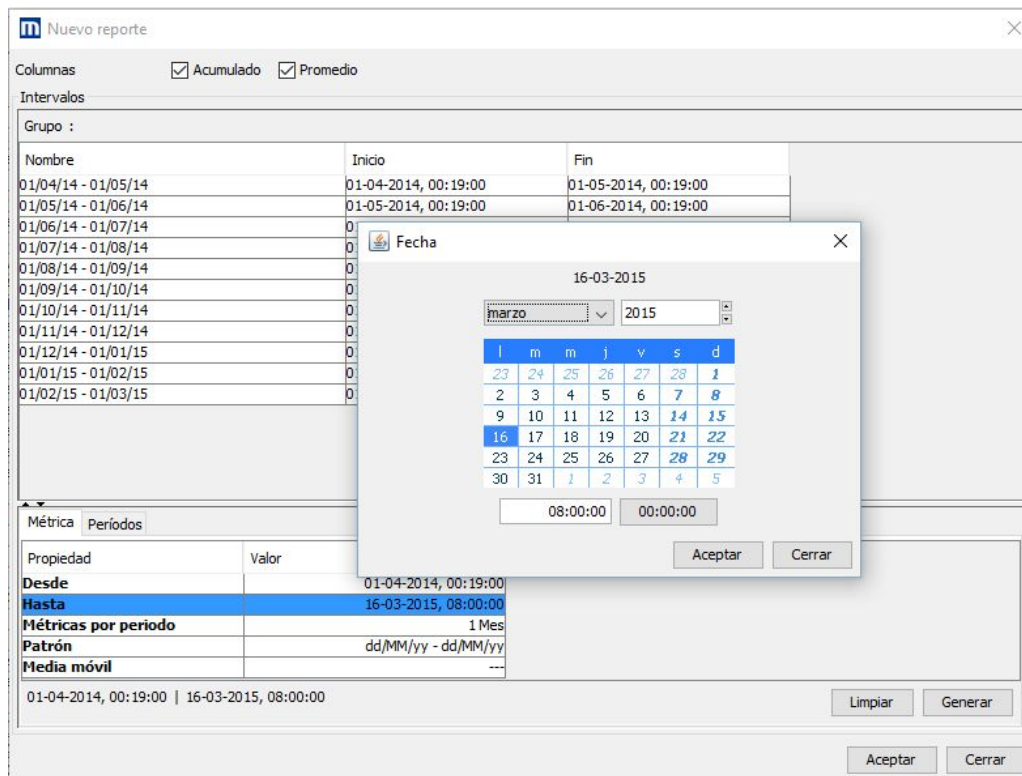 Nuevo reporte
Columnas Acumulado Promedio
Intervalos
Grupo :
Nombre Inicio Fin
01/04/14 - 01/05/14 01-04-2014, 00:19:00 01-05-2014, 00:19:00
01/05/14 - 01/06/14 01-05-2014, 00:19:00 01-06-2014, 00:19:00
01/06/14 - 01/07/14
01/07/14 - 01/08/14
01/08/14 - 01/09/14
01/09/14 - 01/10/14
01/10/14 - 01/11/14
01/11/14 - 01/12/14
01/12/14 - 01/01/15
01/01/15 - 01/02/15
01/02/15 - 01/03/15
Fecha
16-03-2015
marzo 2015
l m m j v s d
23 24 25 26 27 28 1
2 3 4 5 6 7 8
9 10 11 12 13 14 15
16 17 18 19 20 21 22
23 24 25 26 27 28 29
30 31 1 2 3 4 5
08:00:00 00:00:00
Aceptar Cerrar
Métrica Períodos
Propiedad Valor
Desde 01-04-2014, 00:19:00
Hasta 16-03-2015, 08:00:00
Métricas por periodo 1 Mes
Patrón dd/MM/yy - dd/MM/yy
Media móvil ---
01-04-2014, 00:19:00 | 16-03-2015, 08:00:00
Limpiar Generar
Aceptar Cerrar